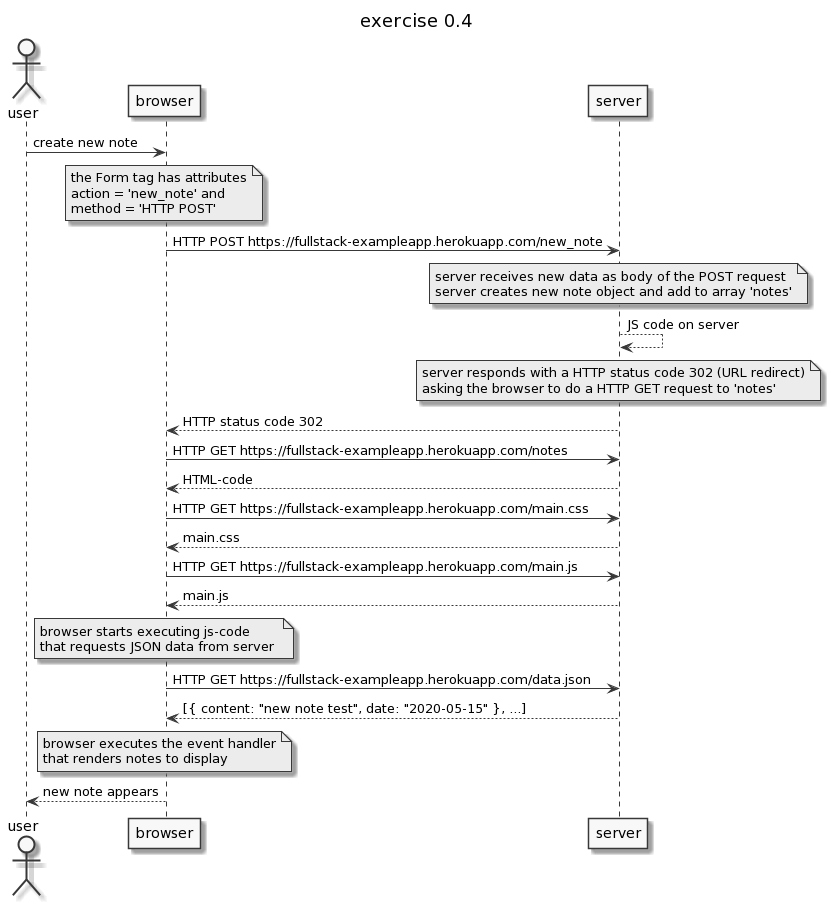 exercise 0.4
user
browser
server
create new note
the Form tag has attributes
action = 'new_note' and
method = 'HTTP POST'
HTTP POST https://fullstack-exampleapp.herokuapp.com/new_note
server receives new data as body of the POST request
server creates new note object and add to array 'notes'
JS code on server
server responds with a HTTP status code 302 (URL redirect)
asking the browser to do a HTTP GET request to 'notes'
HTTP status code 302
HTTP GET https://fullstack-exampleapp.herokuapp.com/notes
HTML-code
HTTP GET https://fullstack-exampleapp.herokuapp.com/main.css
main.css
HTTP GET https://fullstack-exampleapp.herokuapp.com/main.js
main.js
browser starts executing js-code
that requests JSON data from server
HTTP GET https://fullstack-exampleapp.herokuapp.com/data.json
[{ content: "new note test", date: "2020-05-15" }, ...]
browser executes the event handler
that renders notes to display
new note appears
user
browser
server